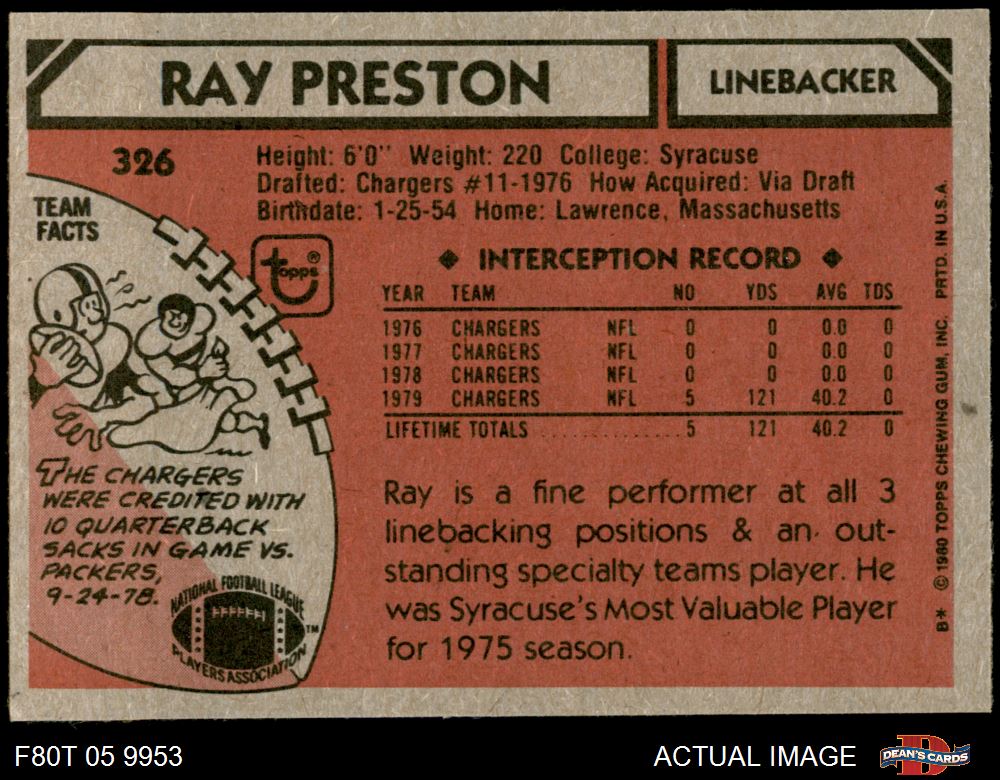 RAY PRESTON
LINEBACKER
326
Height: 6'0" Weight: 220 College: Syracuse
Drafted: Chargers #11-1976 How Acquired: Via Draft
Birthdate: 1-25-54 Home: Lawrence, Massachusetts
TEAM
FACTS
topps ®
◆ INTERCEPTION RECORD ◆
YEAR TEAM NO YDS AVG TDS
1976 CHARGERS NFL 0 0 0.0 0
1977 CHARGERS NFL 0 0 0.0 0
1978 CHARGERS NFL 0 0 0.0 0
1979 CHARGERS NFL 5 121 40.2 0
LIFETIME TOTALS ................ 5 121 40.2 0
THE CHARGERS
WERE CREDITED WITH
10 QUARTERBACK
SACKS IN GAME VS.
PACKERS,
9-24-78.
NATIONAL FOOTBALL LEAGUE
PLAYERS ASSOCIATION
TM
Ray is a fine performer at all 3
linebacking positions & an out-
standing specialty teams player. He
was Syracuse's Most Valuable Player
for 1975 season.
B* © 1980 TOPPS CHEWING GUM, INC. PRTD. IN U.S.A.
F80T 05 9953
ACTUAL IMAGE
DEAN'S CARDS